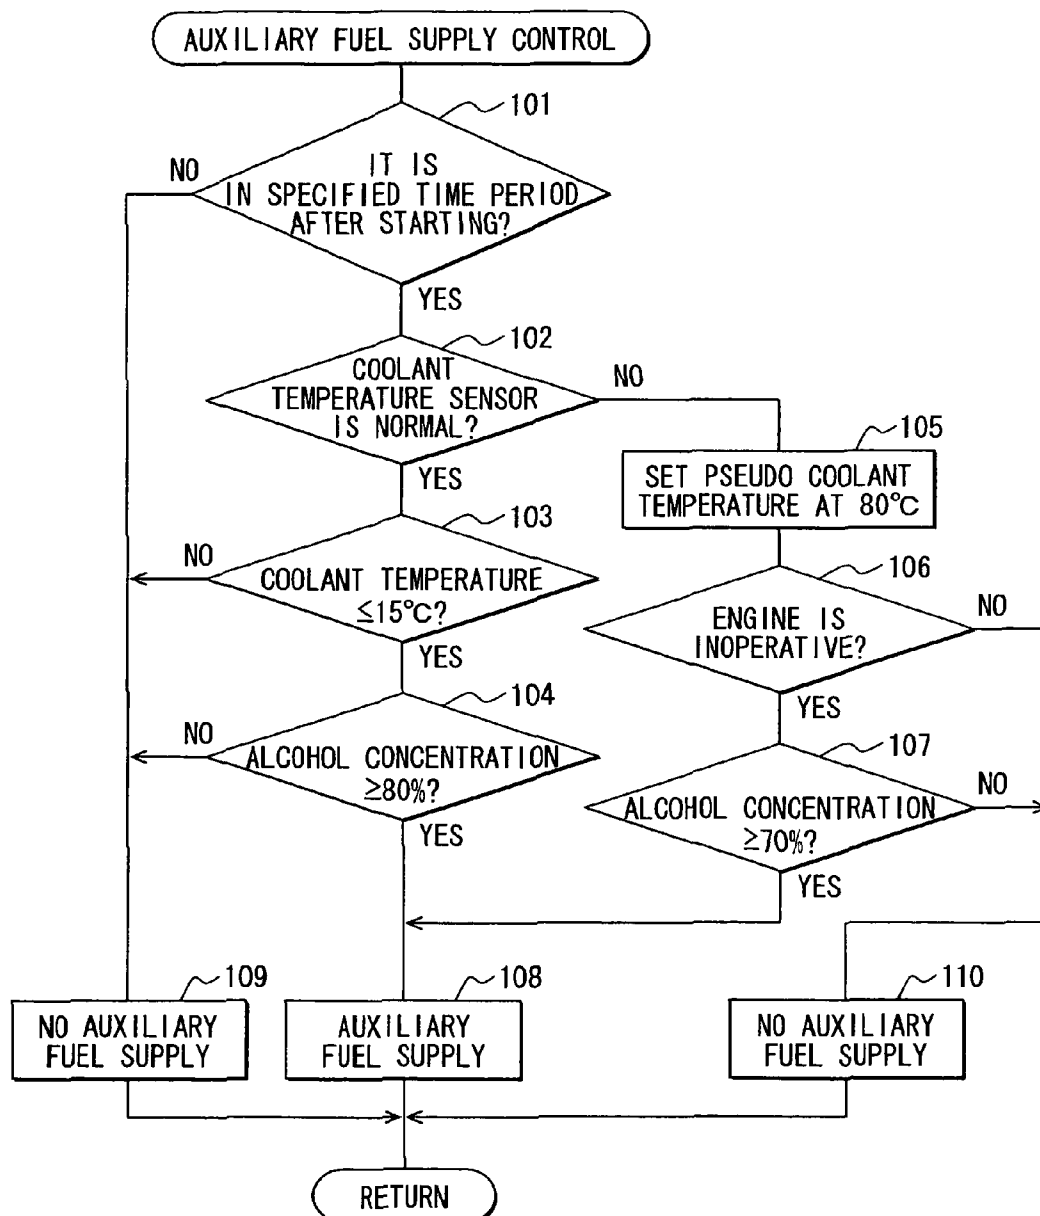 AUXILIARY FUEL SUPPLY CONTROL
101
IT IS
IN SPECIFIED TIME PERIOD
AFTER STARTING?
NO
YES
102
COOLANT
TEMPERATURE SENSOR
IS NORMAL?
NO
YES
105
SET PSEUDO COOLANT
TEMPERATURE AT 80°C
103
COOLANT TEMPERATURE
≤15°C?
NO
YES
106
ENGINE IS
INOPERATIVE?
NO
YES
104
ALCOHOL CONCENTRATION
≥80%?
NO
YES
107
ALCOHOL CONCENTRATION
≧70%?
NO
YES
109
NO AUXILIARY
FUEL SUPPLY
108
AUXILIARY
FUEL SUPPLY
110
NO AUXILIARY
FUEL SUPPLY
RETURN